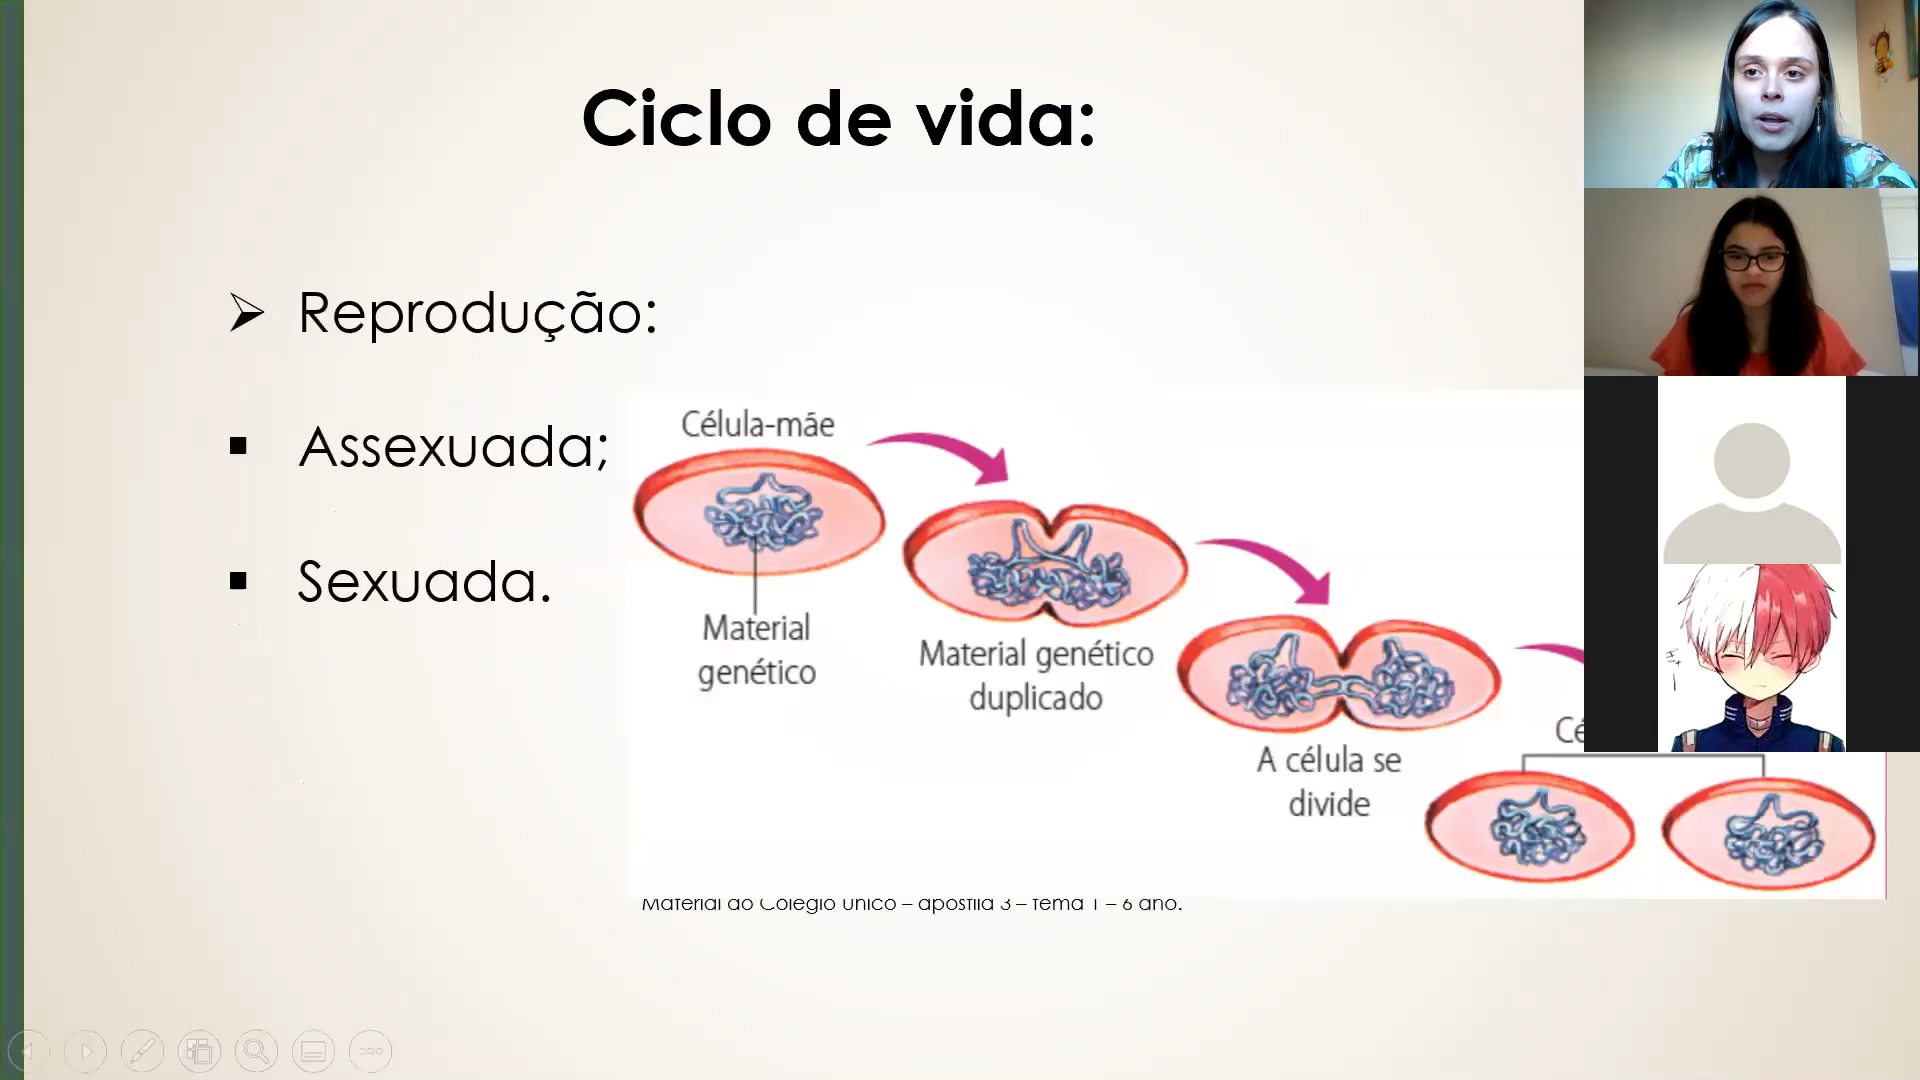 Ciclo de vida:
Reprodução:
Assexuada;
Sexuada.
Célula-mãe
Material
genético
Material genético
duplicado
A célula se
divide
Cé
Material do Colégio Único – apostila 3 – Tema 1 – 6 ano.